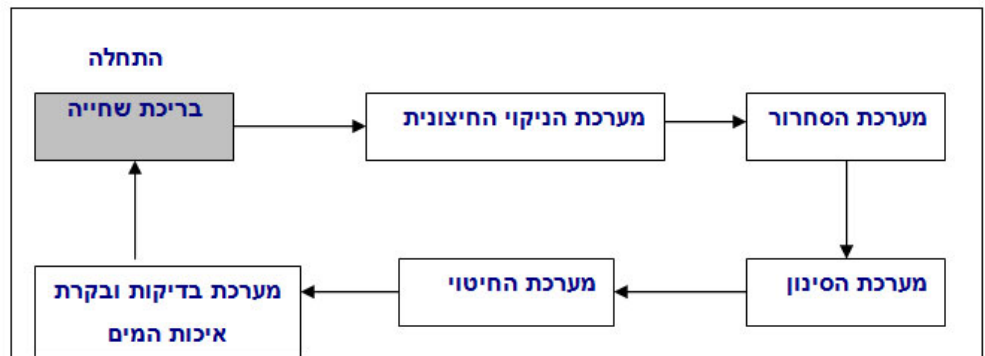 התחלה
בריכת שחייה
מערכת הניקוי החיצונית
מערכת הסחרור
מערכת הסינון
מערכת החיטוי
מערכת בדיקות ובקרת
איכות המים